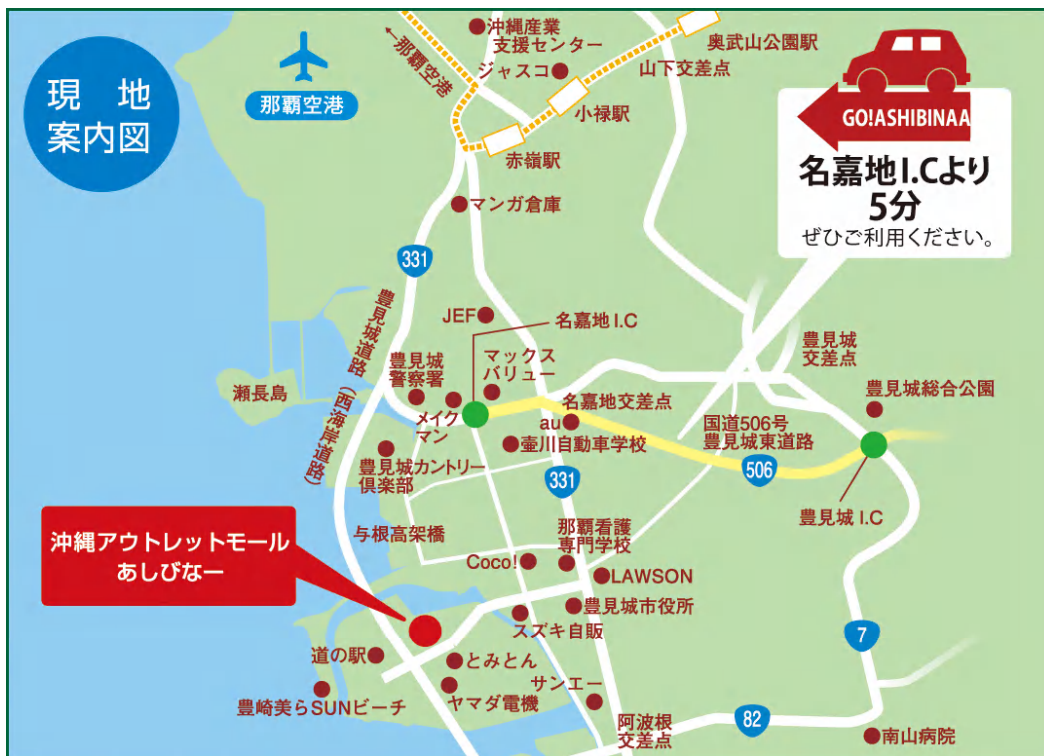 現 地
案内図
那覇空港
←那覇空港
沖縄産業
支援センター
ジャスコ
奥武山公園駅
山下交差点
小禄駅
赤嶺駅
GO!ASHIBINAA
名嘉地I.Cより
5分
ぜひご利用ください。
マンガ倉庫
331
豊見城道路(西海岸道路)
JEF
名嘉地 I.C
豊見城
警察署
マックス
バリュー
瀬長島
メイク
マン
名嘉地交差点
au
壷川自動車学校
国道506号
豊見城東道路
豊見城
交差点
豊見城総合公園
豊見城カントリー
倶楽部
331
506
豊見城 I.C
沖縄アウトレットモール
あしびなー
与根高架橋
那覇看護
専門学校
Coco!
LAWSON
豊見城市役所
スズキ自販
道の駅
とみとん
豊崎美らSUNビーチ
ヤマダ電機
サンエー
阿波根
交差点
7
82
南山病院